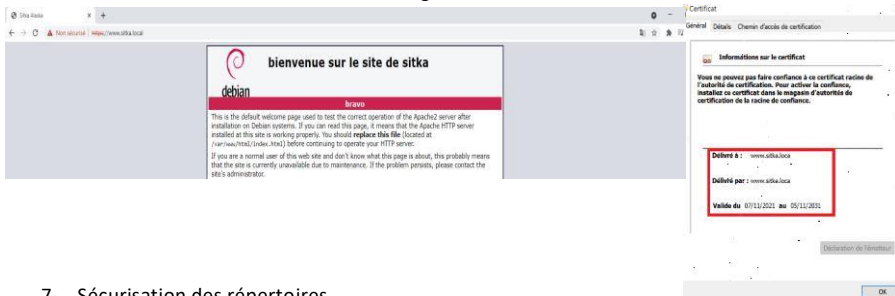 Sitka Aseda
Non sécurisé https://www.sitka.local
debian
bienvenue sur le site de sitka
bravo
This is the default welcome page used to test the correct operation of the Apache2 server after
installation on Debian systems. If you can read this page, it means that the Apache HTTP server
installed at this site is working properly. You should replace this file (located at
/var/www/html/index.html) before continuing to operate your HTTP server.
If you are a normal user of this web site and don't know what this page is about, this probably means
that the site is currently unavailable due to maintenance. If the problem persists, please contact the
site's administrator.
Certificat
Général Détails Chemin d'accès de certification
Informations sur le certificat
Vous ne pouvez pas faire confiance à ce certificat racine de
l'autorité de certification. Pour activer la confiance,
installez ce certificat dans le magasin d'autorités de
certification de la racine de confiance.
Délivré à : www.sitka.loca
Délivré par : www.sitka.loca
Valide du 07/11/2021 au 05/11/2031
Déclaration de l'émetteur
OK
7. Sécurisation des répertoires